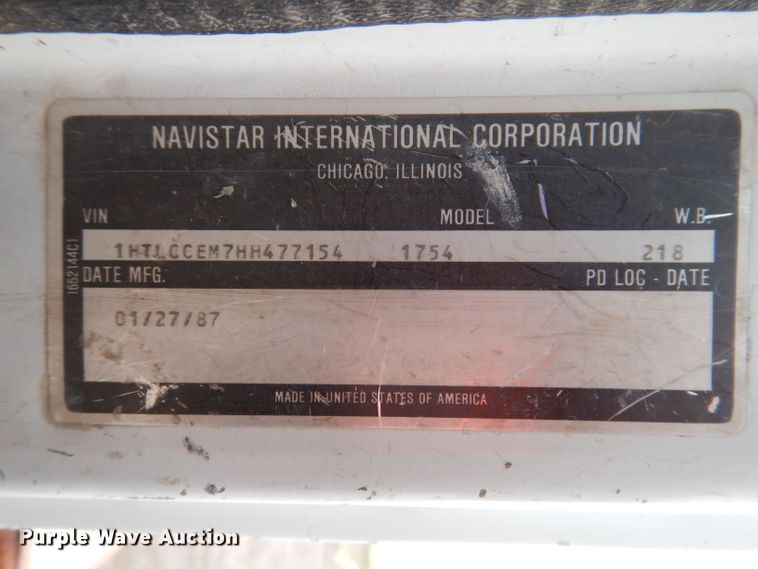 NAVISTAR INTERNATIONAL CORPORATION
CHICAGO, ILLINOIS
VIN MODEL W.B.
1HTLCCEM7HH477154 1754 218
DATE MFG. PD LOC - DATE
01/27/87
MADE IN UNITED STATES OF AMERICA
1652144C1
Purple Wave Auction